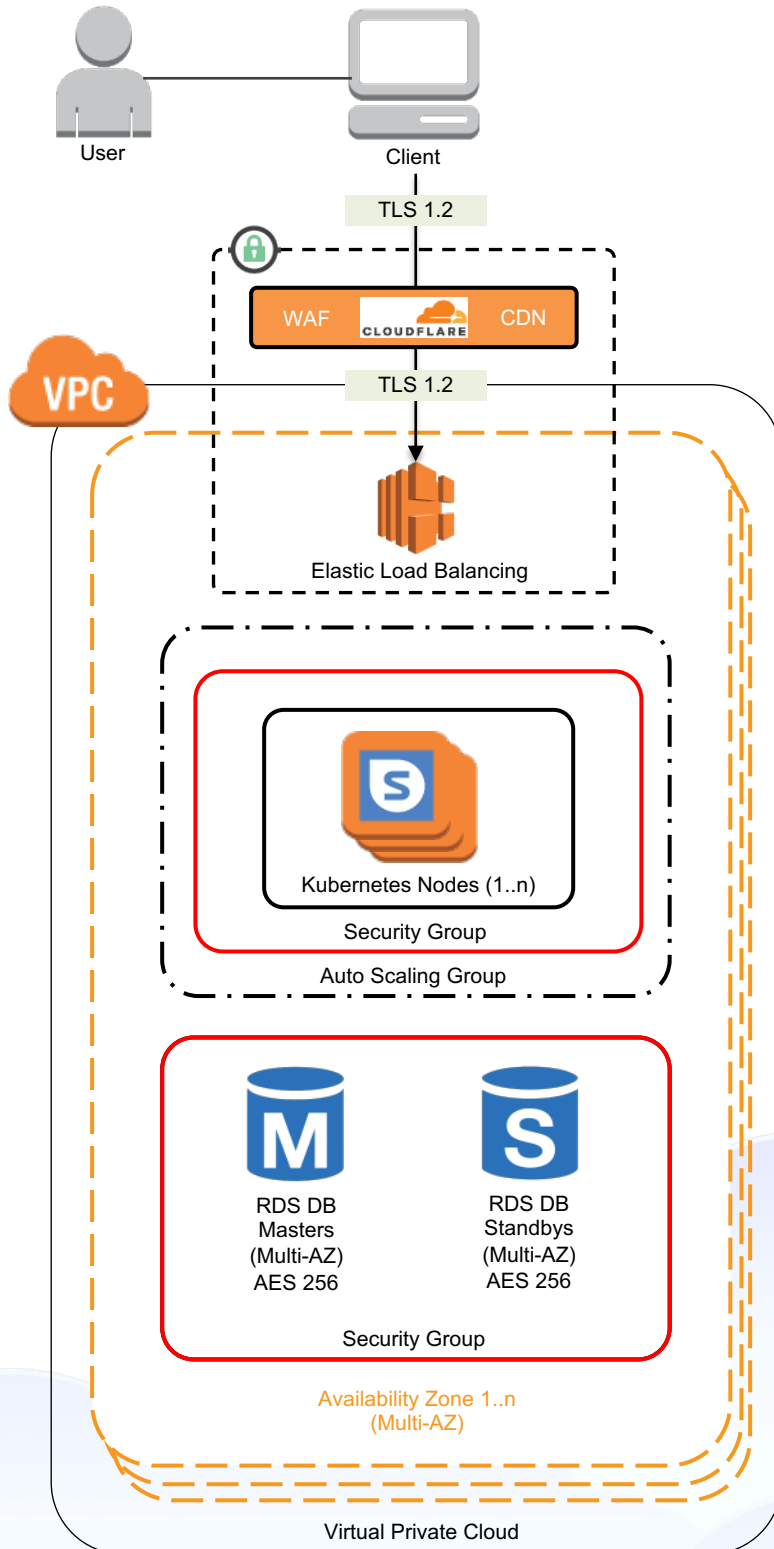 User
Client
TLS 1.2
WAF
CLOUDFLARE
CDN
TLS 1.2
VPC
Elastic Load Balancing
S
Kubernetes Nodes (1..n)
Security Group
Auto Scaling Group
M
S
RDS DB
Masters
(Multi-AZ)
AES 256
RDS DB
Standbys
(Multi-AZ)
AES 256
Security Group
Availability Zone 1..n
(Multi-AZ)
Virtual Private Cloud